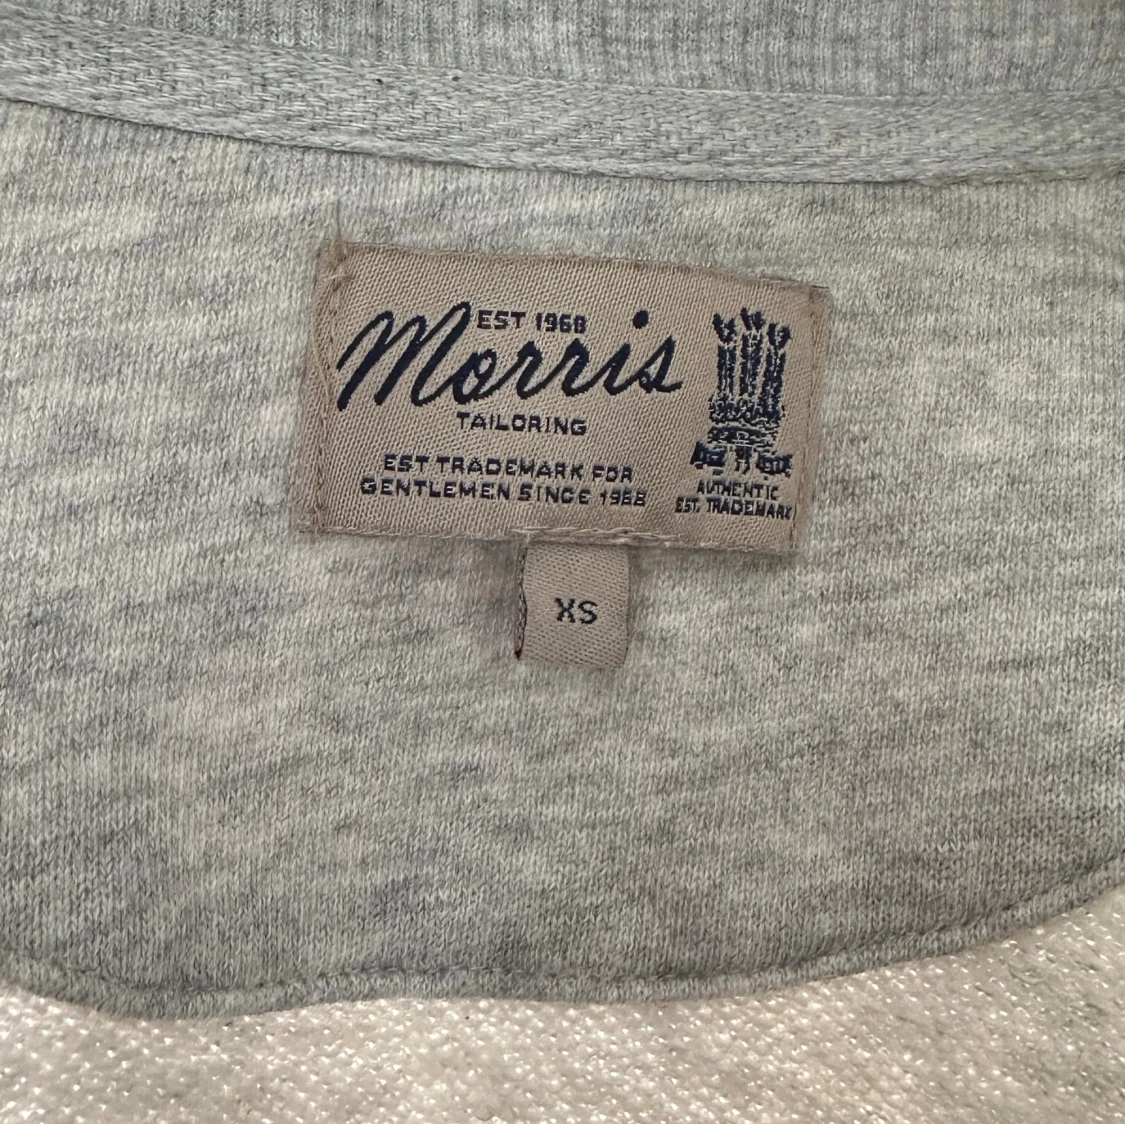 EST 1968
Morris
TAILORING
EST TRADEMARK FOR
GENTLEMEN SINCE 1968
AUTHENTIC
EST. TRADEMARK
XS